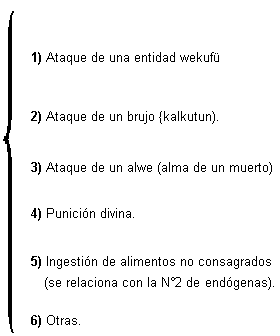 1) Ataque de una entidad wekufü
2) Ataque de un brujo {kalkutun).
3) Ataque de un alwe (alma de un muerto)
4) Punición divina.
5) Ingestión de alimentos no consagrados
(se relaciona con la N°2 de endógenas).
6) Otras.